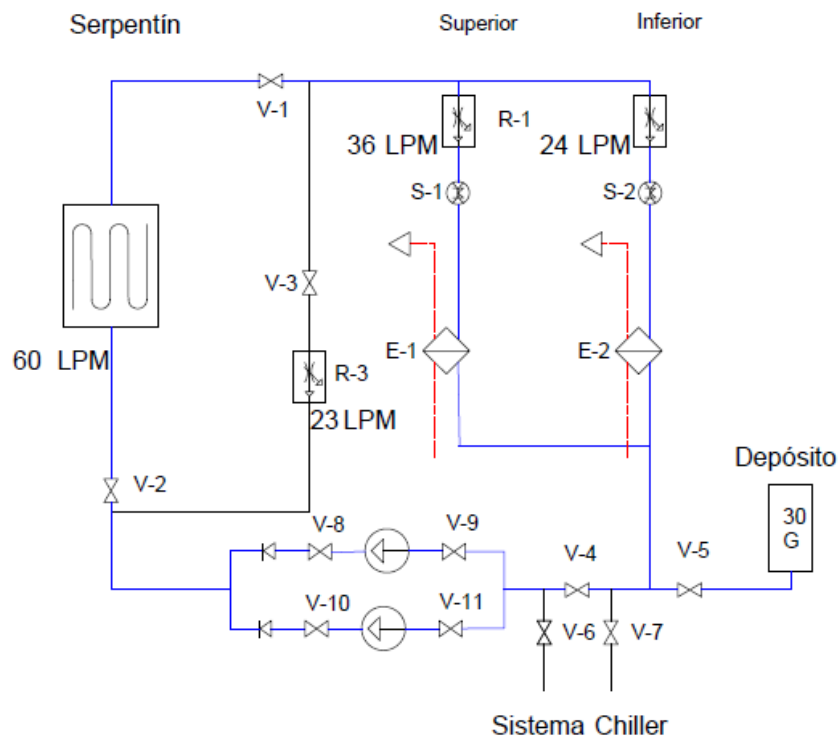 Serpentín
Superior
Inferior
V-1
R-1
36 LPM
24 LPM
S-1
S-2
V-3
E-1
E-2
60 LPM
R-3
23 LPM
Depósito
V-2
30
G
V-8
V-9
V-4
V-5
V-10
V-11
V-6
V-7
Sistema Chiller